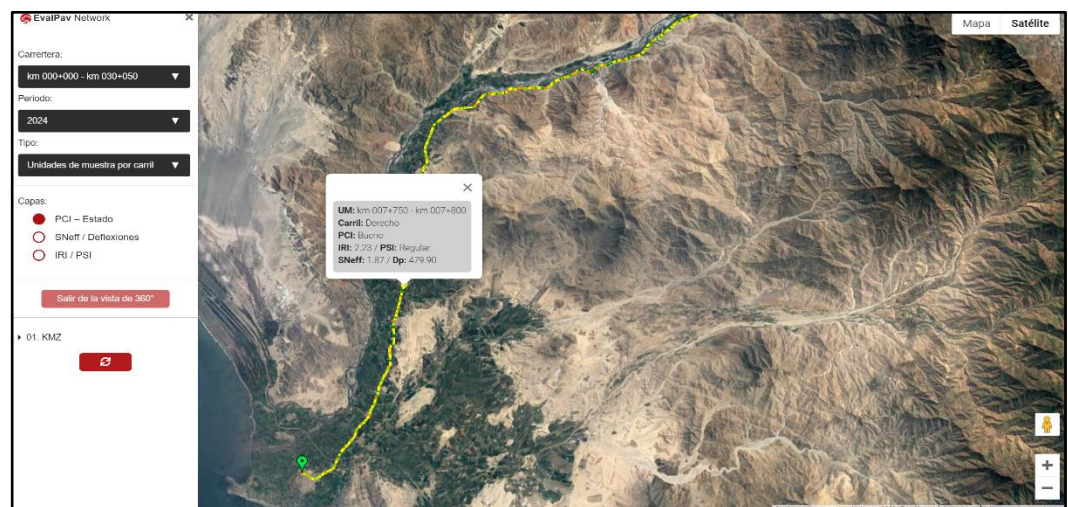 EvalPav Network
×
Carrertera:
km 000+000 - km 030+050
Periodo:
2024
Tipo:
Unidades de muestra por carril
Capas:
PCI – Estado
SNeff / Deflexiones
IRI / PSI
Salir de la vista de 360°
01. KMZ
Mapa Satélite
×
UM: km 007+750 - km 007+800
Carril: Derecho
PCI: Bueno
IRI: 2.23 / PSI: Regular
SNeff: 1.87 / Dp: 479.90
+
−